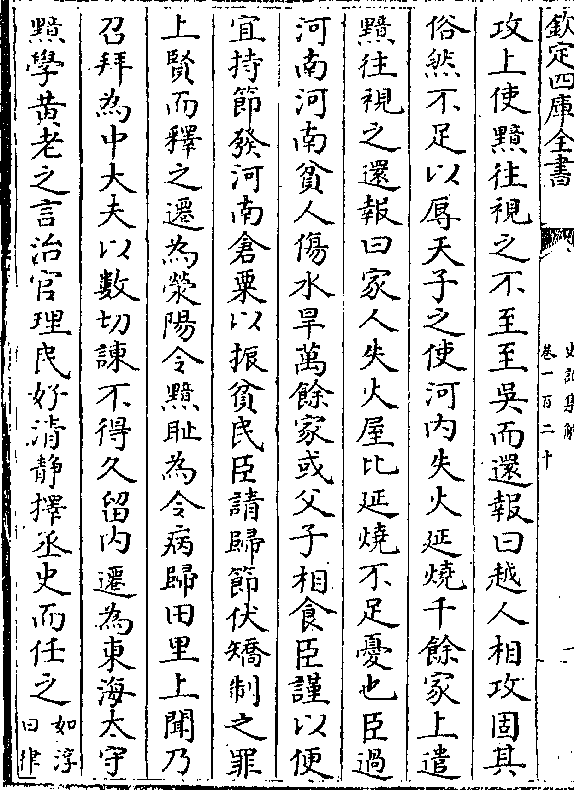 欽定四庫全書
史記集解
卷一百二十
攻上使黯往視之不至至吳而還報曰越人相攻固其
俗然不足以辱天子之使河内失火延燒千餘家上遣
黯往視之還報曰家人失火屋比延燒不足憂也臣過
河南河南貧人傷水旱萬餘家或父子相食臣謹以便
宜持節發河南倉粟以振貧民臣請歸節伏矯制之罪
上賢而釋之遷為滎陽令黯耻為令病歸田里上聞乃
召拜為中大夫以數切諫不得久留内遷為東海太守
黯學黄老之言治官理民好清靜擇丞史而任之如淳
曰律